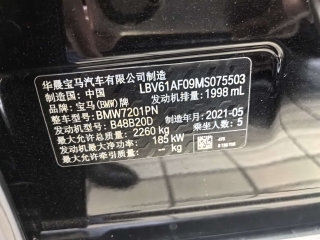 华晟宝马汽车有限公司制造
制造国：中国 LBV61AF09MS075503
品牌：宝马(BMW)牌 发动机排量：1998 mL
整车型号：BMW7201PN
发动机型号：B48B20D 制造年月：2021-05
最大允许总质量：2260 kg 乘坐人数：5
发动机最大净功率：185 kW
最大允许牵引质量：-- kg